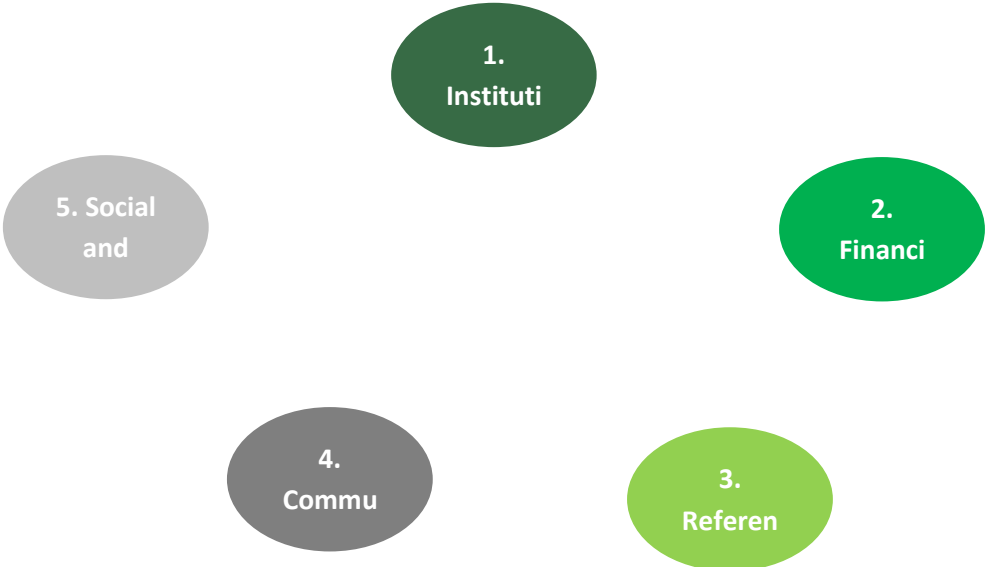 1.
Instituti
2.
Financi
3.
Referen
4.
Commu
5. Social
and